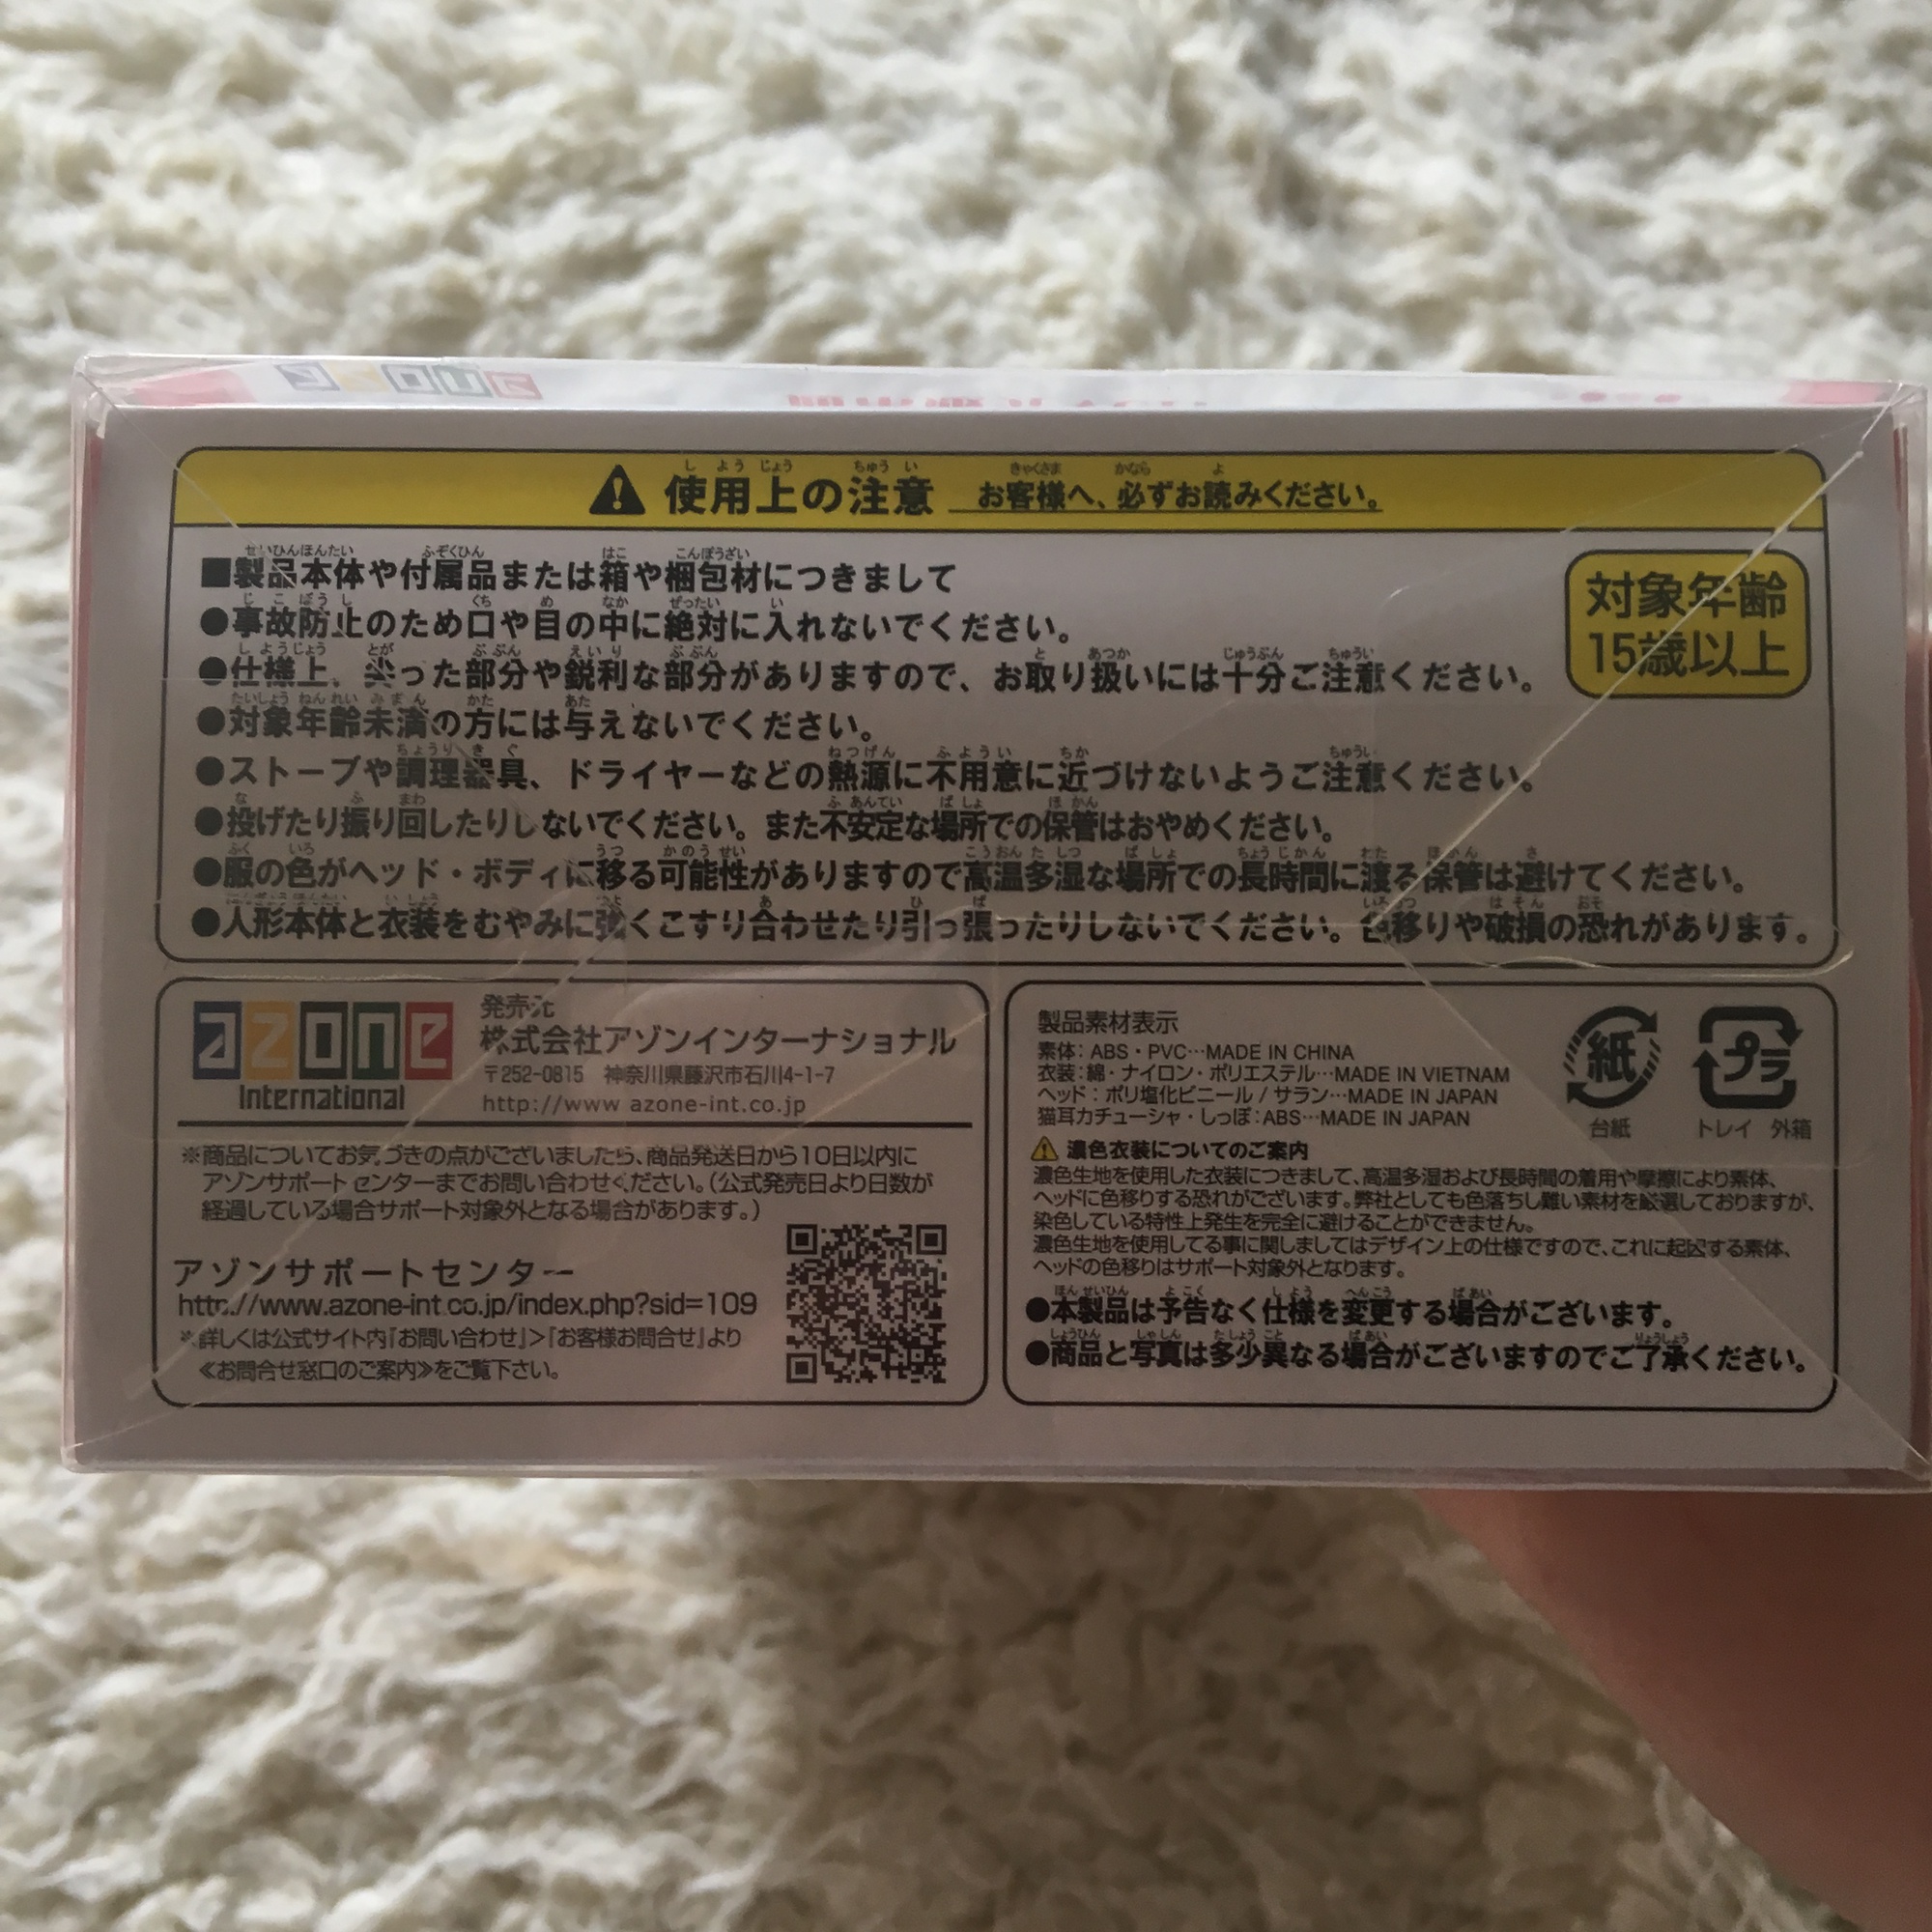 azone
使用上の注意 お客様へ、必ずお読みください。
■製品本体や付属品または箱や梱包材につきまして
●事故防止のため口や目の中に絶対に入れないでください。
対象年齢
15歳以上
●仕様上、尖った部分や鋭利な部分がありますので、お取り扱いには十分ご注意ください。
●対象年齢未満の方には与えないでください。
●ストーブや調理器具、ドライヤーなどの熱源に不用意に近づけないようご注意ください。
●投げたり振り回したりしないでください。また不安定な場所での保管はおやめください。
●服の色がヘッド・ボディに移る可能性がありますので高温多湿な場所での長時間に渡る保管は避けてください。
●人形本体と衣装をむやみに強くこすり合わせたり引っ張ったりしないでください。色移りや破損の恐れがあります。
azone
International
発売元
株式会社アゾンインターナショナル
〒252-0815 神奈川県藤沢市石川4-1-7
http://www azone-int.co.jp
※商品についてお気づきの点がございましたら、商品発送日から10日以内に
アゾンサポートセンターまでお問い合わせください。(公式発売日より日数が
経過している場合サポート対象外となる場合があります。)
アゾンサポートセンター
http://www.azone-int.co.jp/index.php?sid=109
※詳しくは公式サイト内『お問い合わせ』>『お客様お問合せ』より
《お問合せ窓口のご案内》をご覧下さい。
製品素材表示
素体：ABS・PVC…MADE IN CHINA
衣装：綿・ナイロン・ポリエステル…MADE IN VIETNAM
ヘッド：ポリ塩化ビニール / サラン…MADE IN JAPAN
猫耳カチューシャ・しっぽ：ABS…MADE IN JAPAN
紙
台紙
プラ
トレイ 外箱
濃色衣装についてのご案内
濃色生地を使用した衣装につきまして、高温多湿および長時間の着用や摩擦により素体、
ヘッドに色移りする恐れがございます。弊社としても色落ちし難い素材を厳選しておりますが、
染色している特性上発生を完全に避けることができません。
濃色生地を使用してる事に関しましてはデザイン上の仕様ですので、これに起因する素体、
ヘッドの色移りはサポート対象外となります。
●本製品は予告なく仕様を変更する場合がございます。
●商品と写真は多少異なる場合がございますのでご了承ください。